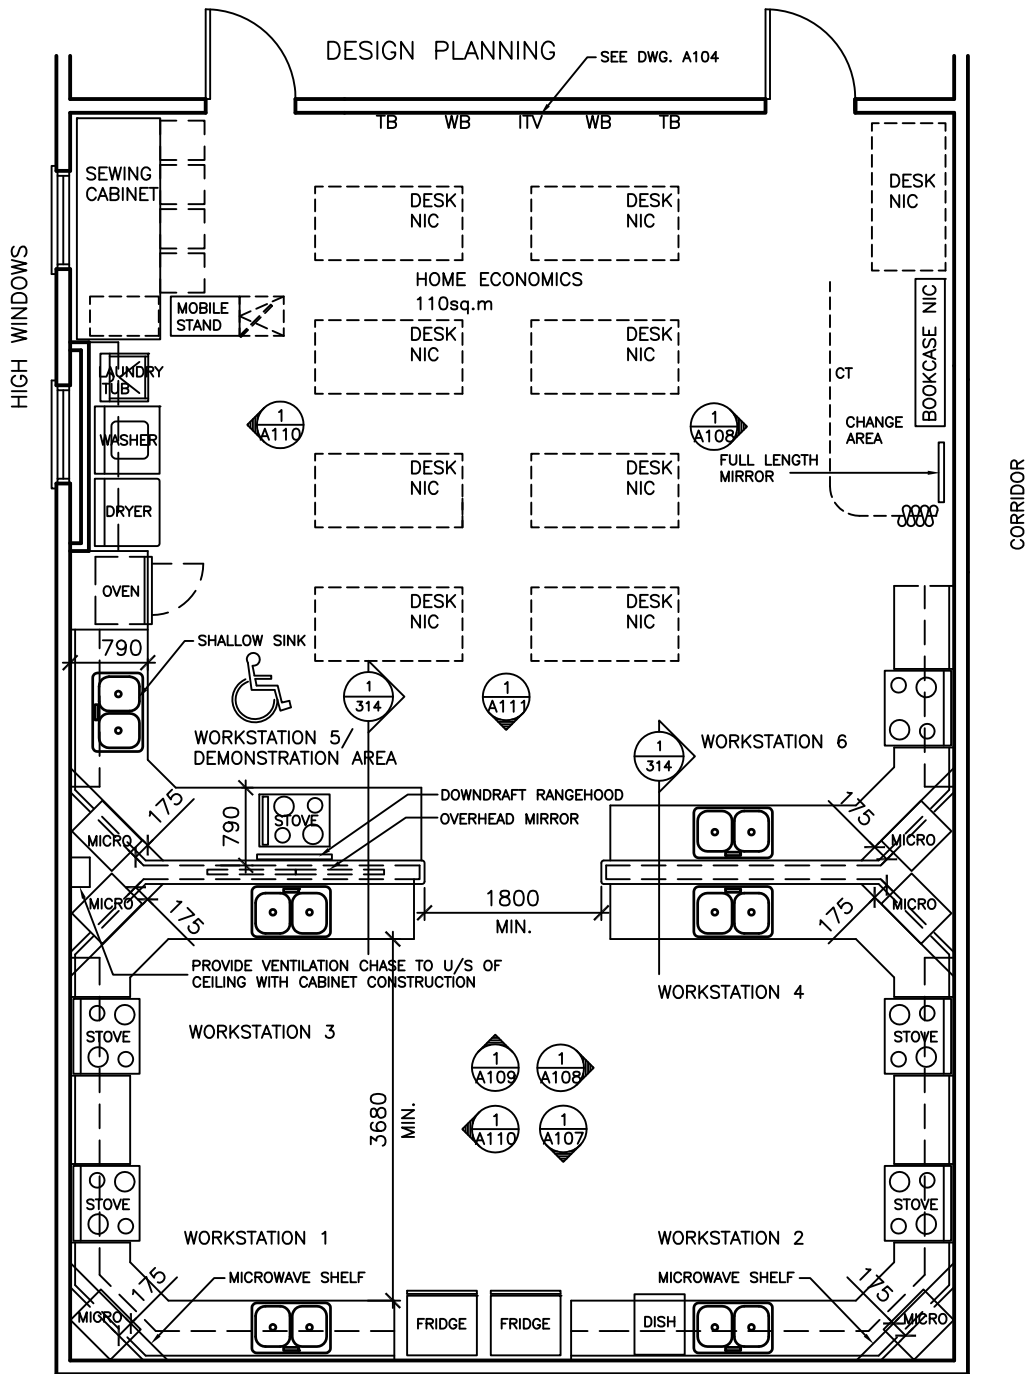 DESIGN PLANNING
SEE DWG. A104
TB
WB
ITV
WB
TB
SEWING
CABINET
DESK
NIC
DESK
NIC
DESK
NIC
HIGH WINDOWS
HOME ECONOMICS
110sq.m
MOBILE
STAND
BOOKCASE NIC
DESK
NIC
DESK
NIC
LAUNDRY
TUB
CT
1
A110
1
A108
CHANGE
AREA
WASHER
FULL LENGTH
MIRROR
DESK
NIC
DESK
NIC
CORRIDOR
DRYER
OVEN
DESK
NIC
DESK
NIC
790
SHALLOW SINK
1
314
1
A111
WORKSTATION 5/
DEMONSTRATION AREA
1
314
WORKSTATION 6
175
790
STOVE
DOWNDRAFT RANGEHOOD
OVERHEAD MIRROR
175
MICRO
MICRO
MICRO
MICRO
175
1800
MIN.
175
PROVIDE VENTILATION CHASE TO U/S OF
CEILING WITH CABINET CONSTRUCTION
WORKSTATION 4
WORKSTATION 3
STOVE
STOVE
1
A109
1
A108
3680
MIN.
1
A110
1
A107
STOVE
STOVE
WORKSTATION 1
WORKSTATION 2
175
MICROWAVE SHELF
MICROWAVE SHELF
175
MICRO
FRIDGE
FRIDGE
DISH
MICRO